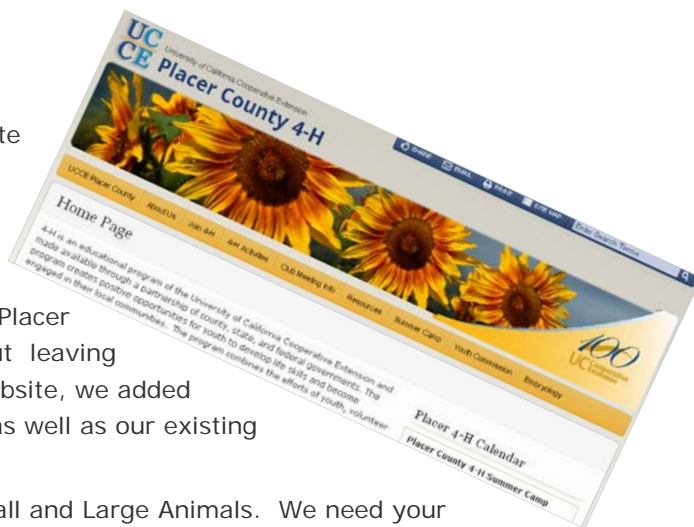 te
Placer
ut leaving
ebsite, we added
as well as our existing
all and Large Animals. We need your
UC
CE
University of California Cooperative Extension
Placer County 4-H
SHARE
EMAIL
PRINT
SITE MAP
Enter Search Terms
UCCE Placer County
About Us
Join 4-H
4-H Activities
Club Meeting Info
Resources
Summer Camp
Youth Commission
Embryology
Home Page
100
UC Cooperative
Extension
4-H is an educational program of the University of California Cooperative Extension and
made available through a partnership of county, state, and federal governments. The
program creates positive opportunities for youth to develop life skills and become
engaged in their local communities. The program combines the efforts of youth, volunteer
Placer 4-H Calendar
Placer County 4-H Summer Camp